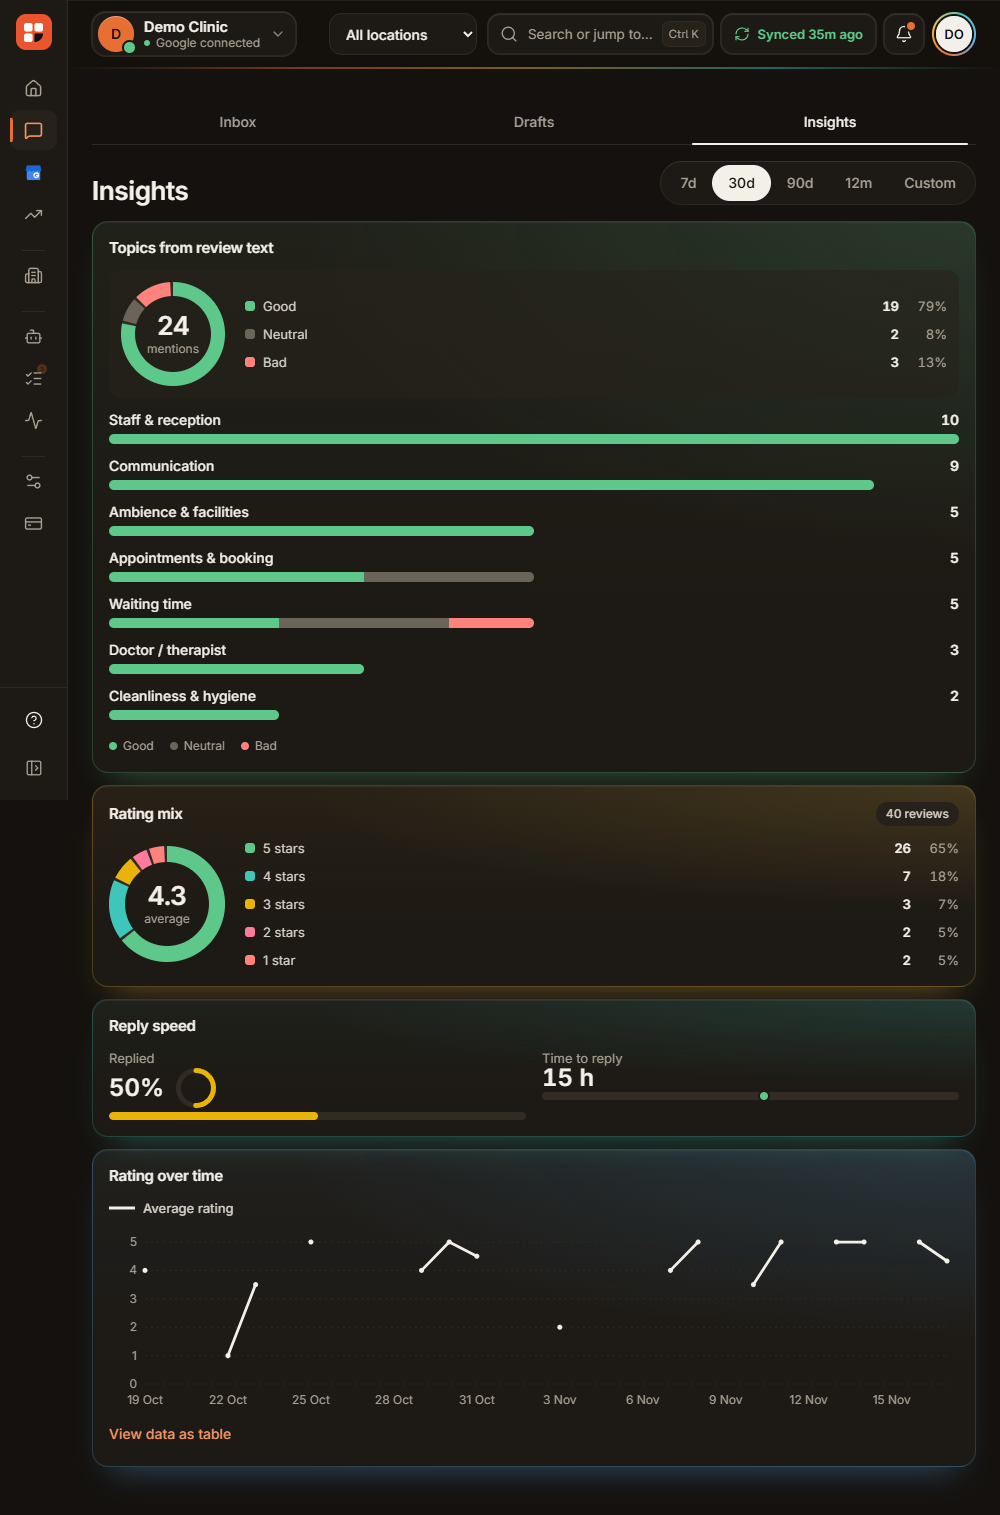 D
Demo Clinic
Google connected
All locations
Search or jump to...
Ctrl K
Synced 35m ago
DO
Inbox
Drafts
Insights
Insights
7d
30d
90d
12m
Custom
Topics from review text
24
mentions
Good 19 79%
Neutral 2 8%
Bad 3 13%
Staff & reception 10
Communication 9
Ambience & facilities 5
Appointments & booking 5
Waiting time 5
Doctor / therapist 3
Cleanliness & hygiene 2
Good Neutral Bad
Rating mix
40 reviews
4.3
average
5 stars 26 65%
4 stars 7 18%
3 stars 3 7%
2 stars 2 5%
1 star 2 5%
Reply speed
Replied
50%
Time to reply
15 h
Rating over time
Average rating
5
4
3
2
1
0
19 Oct 22 Oct 25 Oct 28 Oct 31 Oct 3 Nov 6 Nov 9 Nov 12 Nov 15 Nov
View data as table